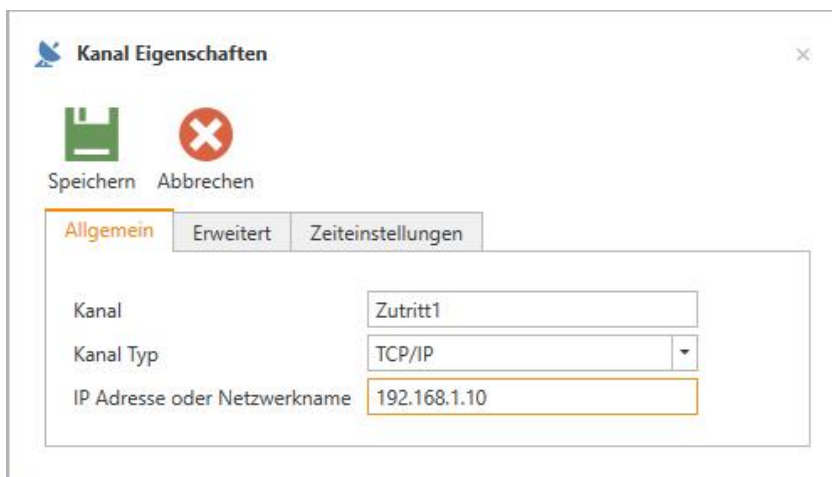 Kanal Eigenschaften
Speichern Abbrechen
Allgemein Erweitert Zeiteinstellungen
Kanal Zutritt1
Kanal Typ TCP/IP
IP Adresse oder Netzwerkname 192.168.1.10